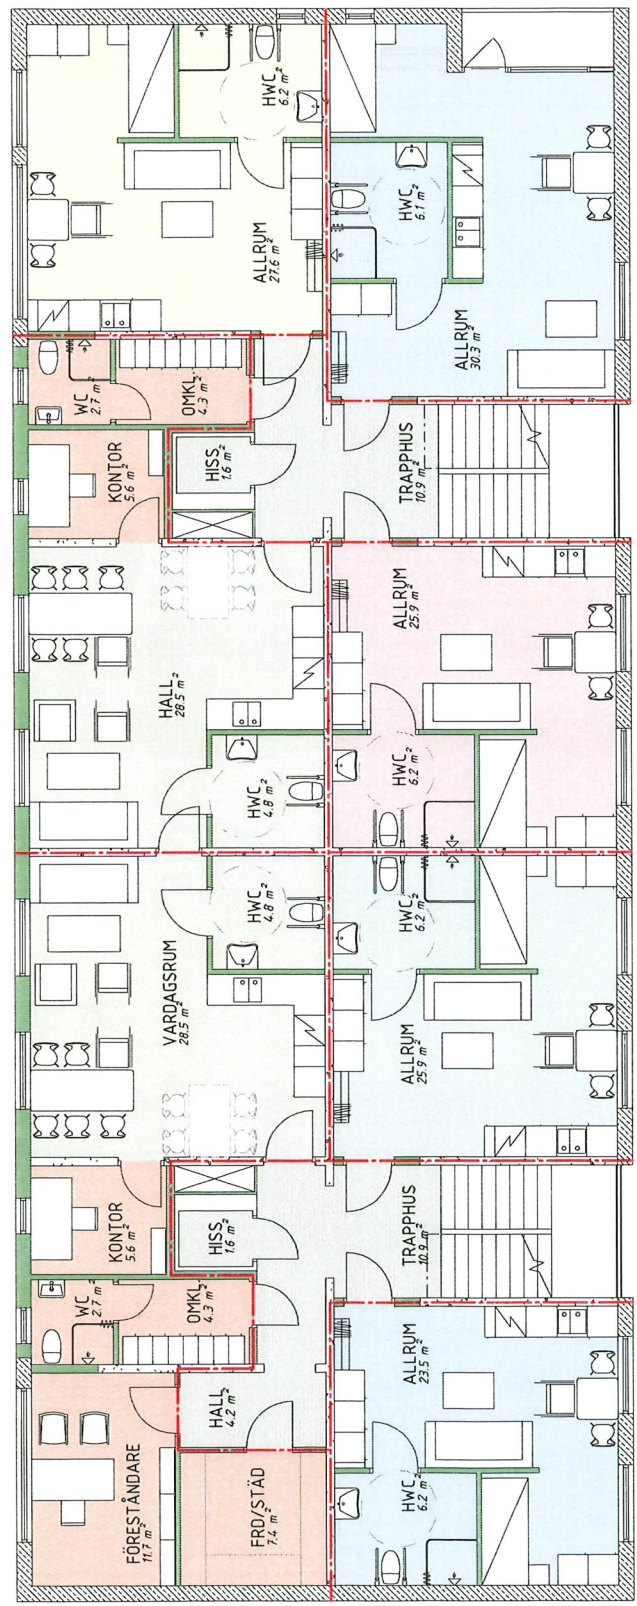 HWC
6.2 m²
HWC
6.1 m²
ALLRUM
27.6 m²
ALLRUM
30.3 m²
WC
2.7 m²
OMKL.
4.3 m²
KONTOR
5.6 m²
HISS
1.6 m²
TRAPPHUS
10.9 m²
ALLRUM
25.9 m²
HALL
28.5 m²
HWC
4.8 m²
HWC
6.2 m²
HWC
4.8 m²
HWC
6.2 m²
VARDAGSRUM
28.5 m²
ALLRUM
25.9 m²
KONTOR
5.6 m²
HISS
1.6 m²
TRAPPHUS
10.9 m²
WC
2.7 m²
OMKL.
4.3 m²
ALLRUM
23.5 m²
HALL
4.2 m²
FÖRESTÅNDARE
11.7 m²
FRD/STÄD
7.4 m²
HWC
6.2 m²